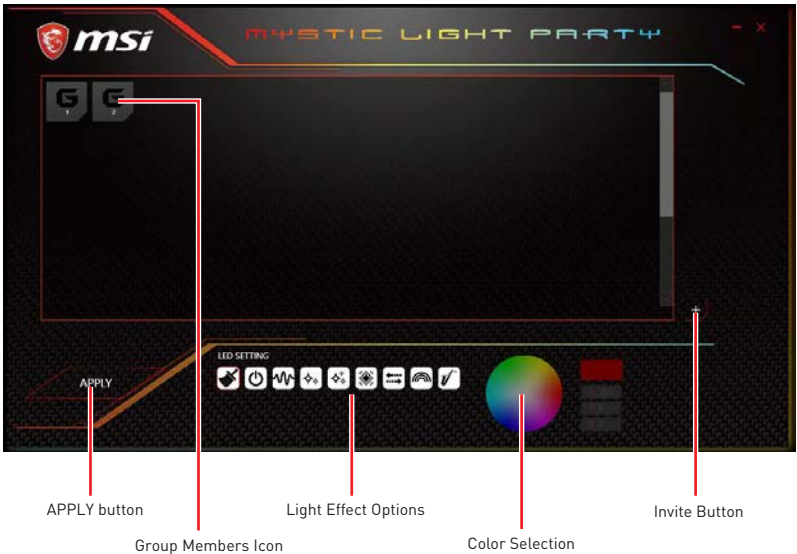 msi
MYSTIC LIGHT PARTY
G G
1 2
LED SETTING
APPLY
APPLY button
Light Effect Options
Invite Button
Group Members Icon
Color Selection